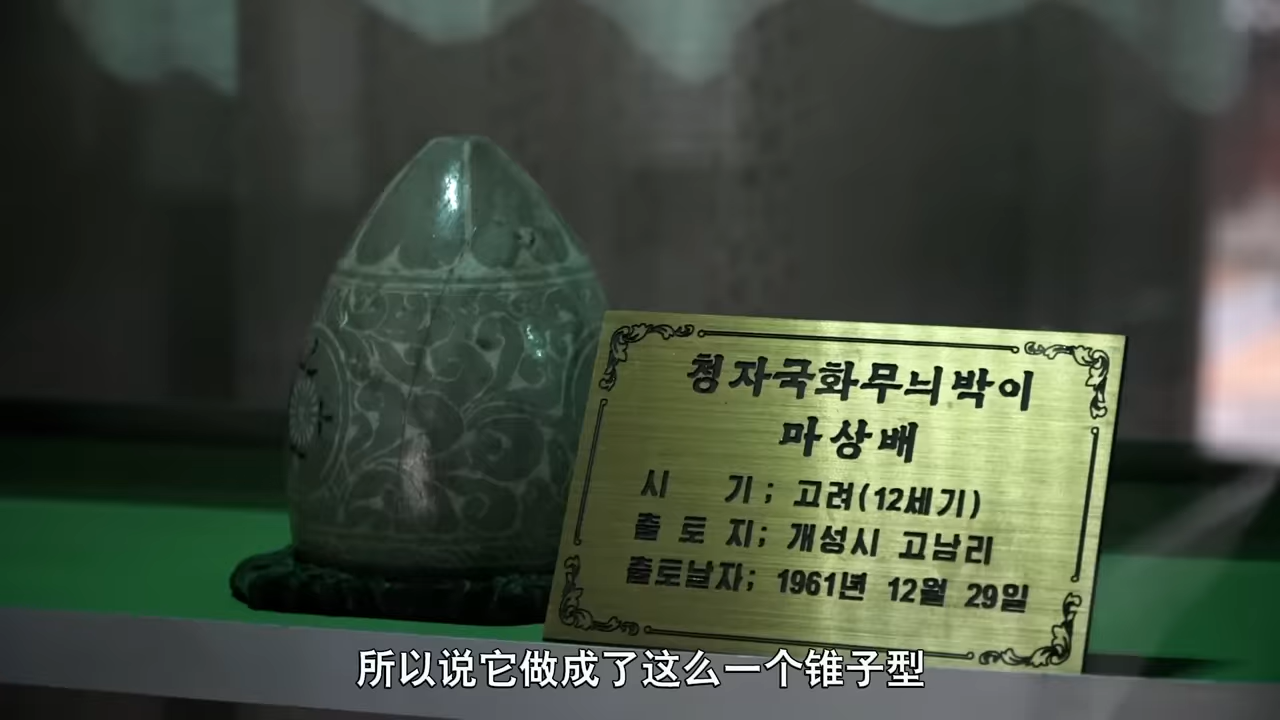 청자국화무늬박이
마상배
시 기; 고려(12세기)
출 토 지; 개성시 고남리
출토날자; 1961년 12월 29일
所以说它做成了这么一个锥子型